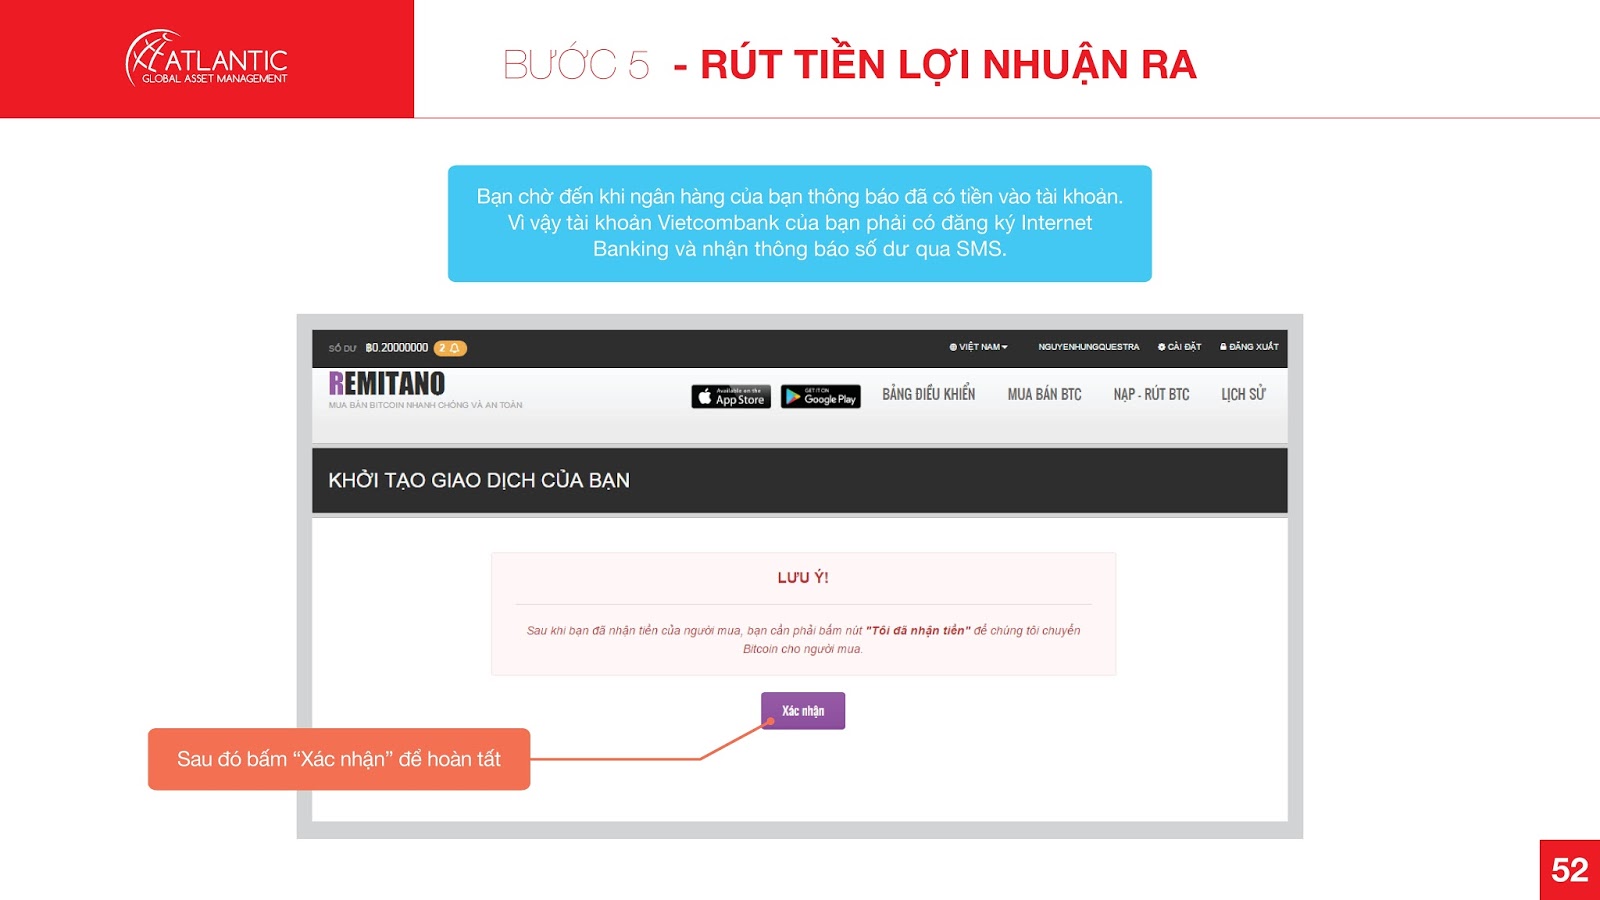 ATLANTIC
GLOBAL ASSET MANAGEMENT
BƯỚC 5 - RÚT TIỀN LỢI NHUẬN RA
Bạn chờ đến khi ngân hàng của bạn thông báo đã có tiền vào tài khoản.
Vì vậy tài khoản Vietcombank của bạn phải có đăng ký Internet
Banking và nhận thông báo số dư qua SMS.
SỐ DƯ ฿0.20000000 2 VIỆT NAM NGUYENHUNGQUESTRA CÀI ĐẶT ĐĂNG XUẤT
REMITANO
MUA BÁN BITCOIN NHANH CHÓNG VÀ AN TOÀN
Available on the
App Store
GET IT ON
Google Play
BẢNG ĐIỀU KHIỂN MUA BÁN BTC NẠP - RÚT BTC LỊCH SỬ
KHỞI TẠO GIAO DỊCH CỦA BẠN
LƯU Ý!
Sau khi bạn đã nhận tiền của người mua, bạn cần phải bấm nút "Tôi đã nhận tiền" để chúng tôi chuyển
Bitcoin cho người mua.
Xác nhận
Sau đó bấm “Xác nhận” để hoàn tất
52